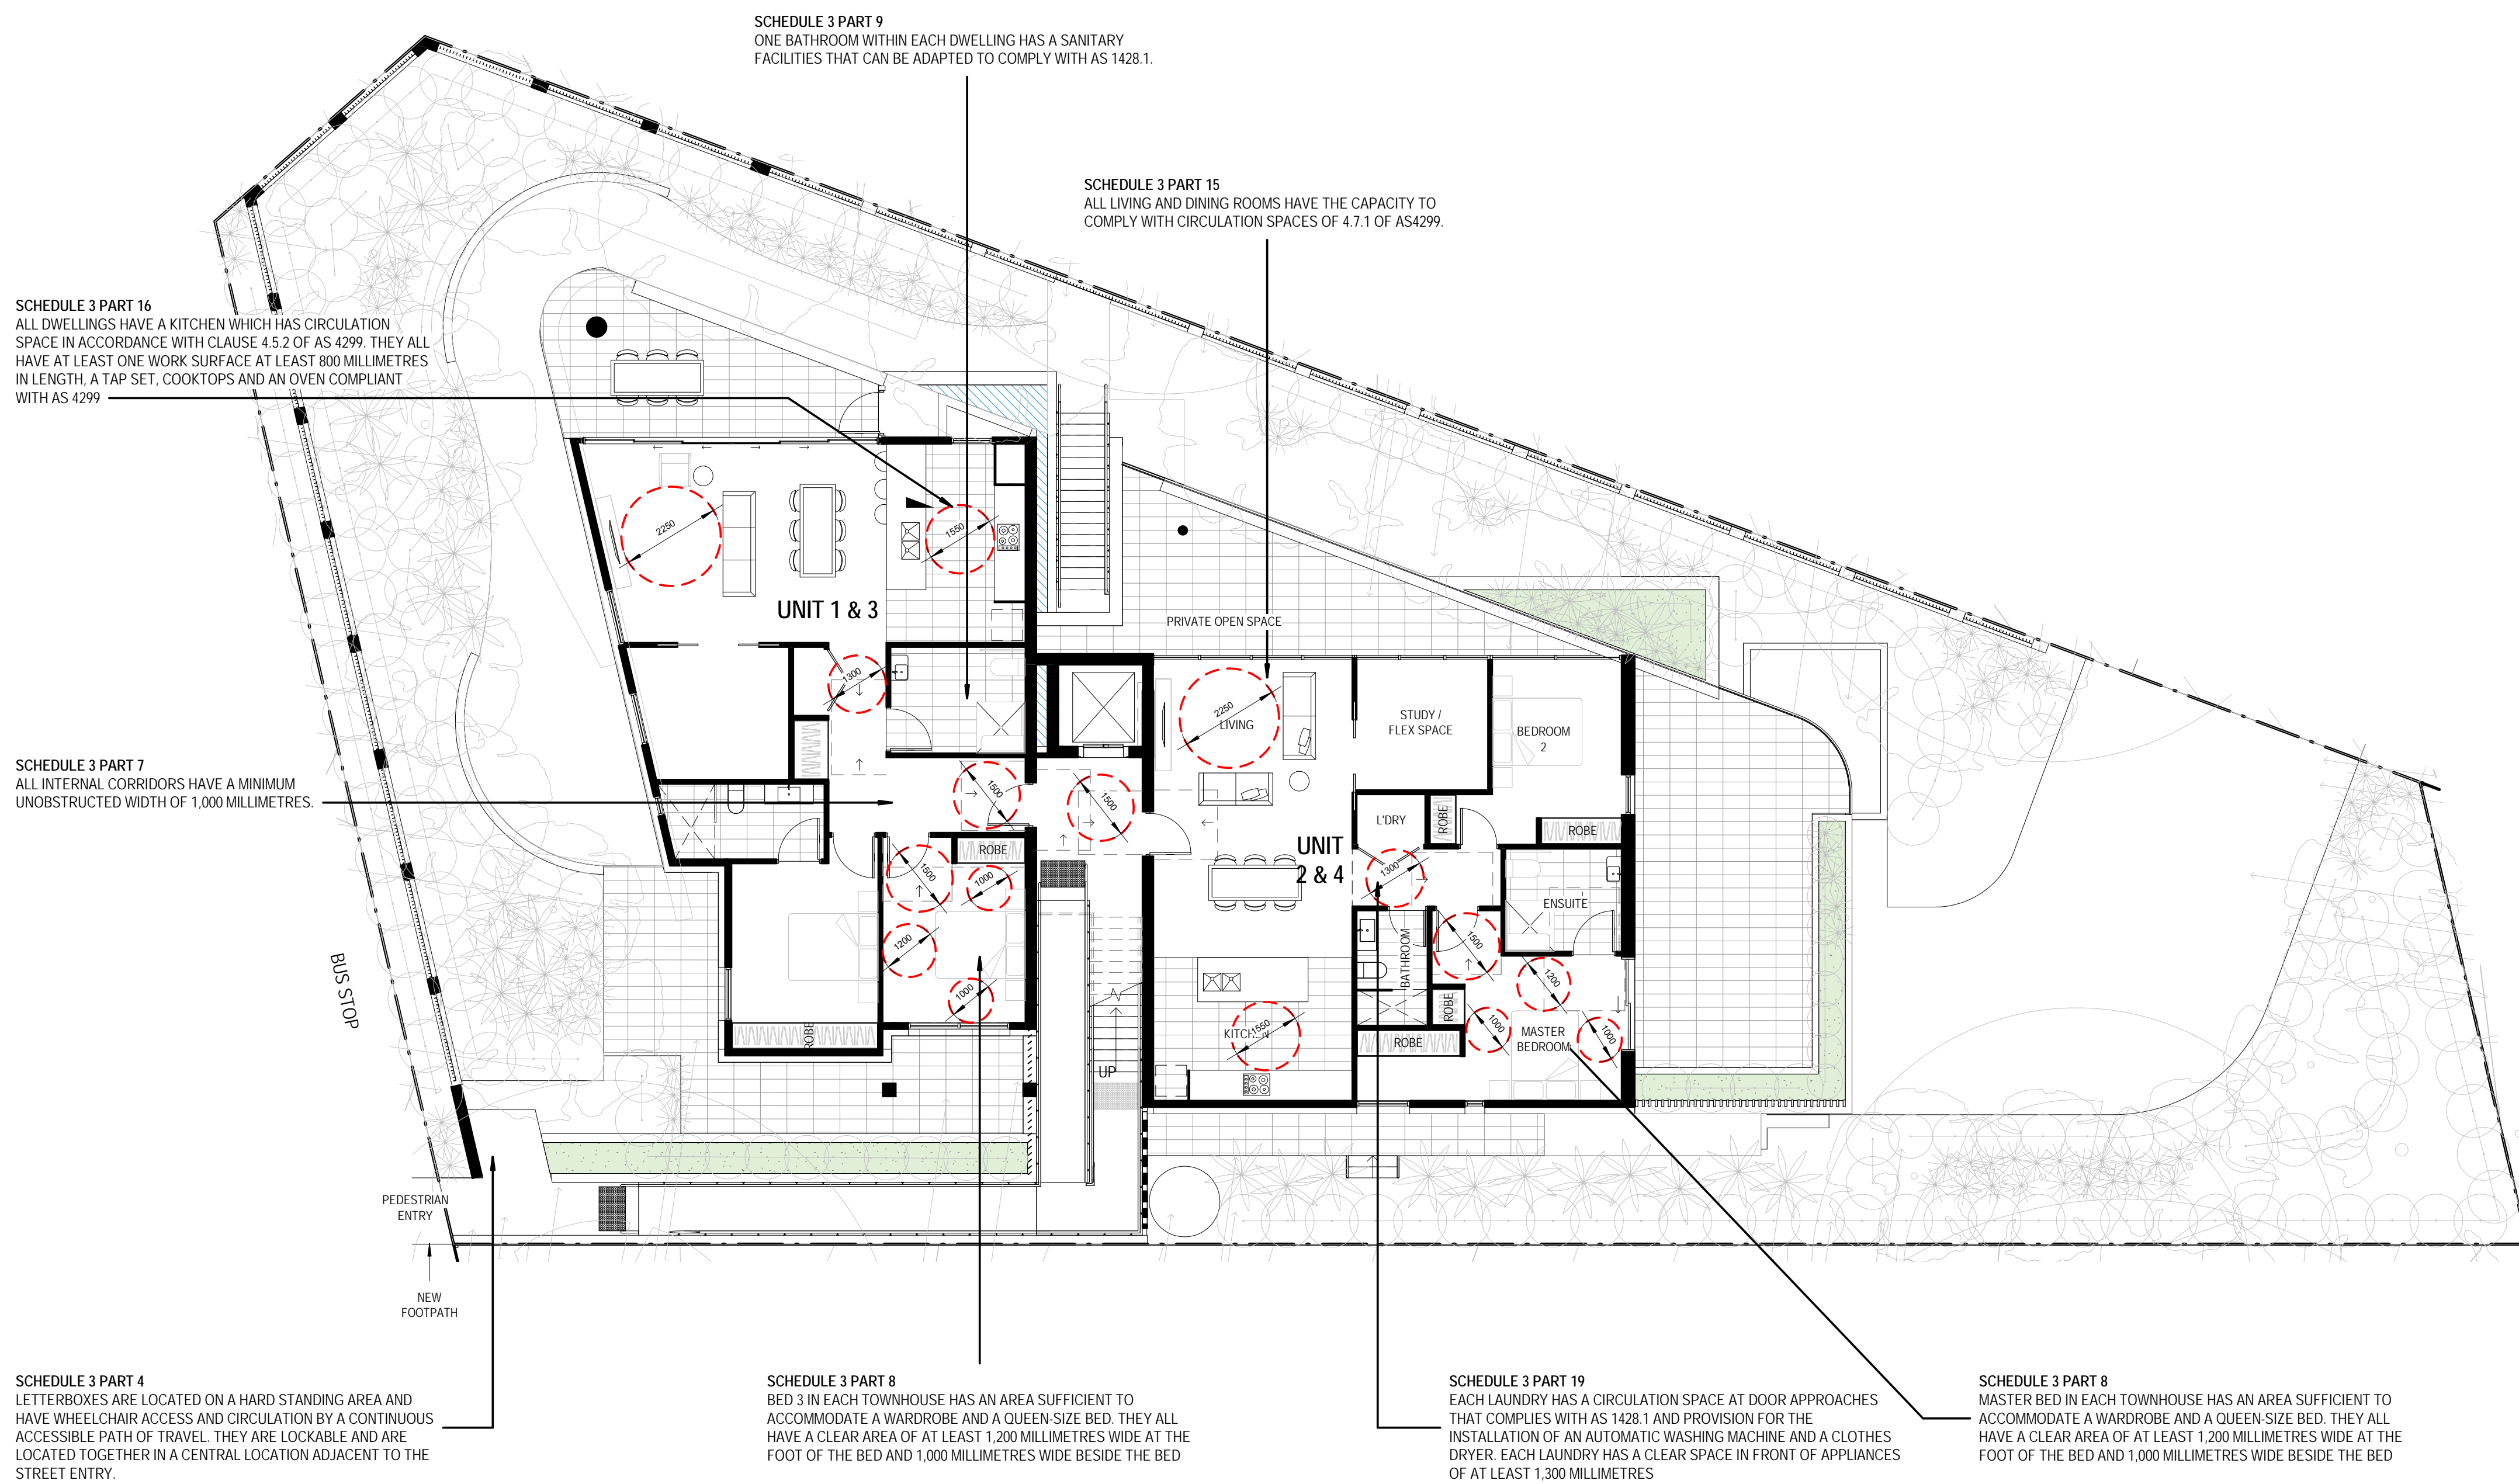 SCHEDULE 3 PART 9
ONE BATHROOM WITHIN EACH DWELLING HAS A SANITARY
FACILITIES THAT CAN BE ADAPTED TO COMPLY WITH AS 1428.1.
SCHEDULE 3 PART 15
ALL LIVING AND DINING ROOMS HAVE THE CAPACITY TO
COMPLY WITH CIRCULATION SPACES OF 4.7.1 OF AS4299.
SCHEDULE 3 PART 16
ALL DWELLINGS HAVE A KITCHEN WHICH HAS CIRCULATION
SPACE IN ACCORDANCE WITH CLAUSE 4.5.2 OF AS 4299. THEY ALL
HAVE AT LEAST ONE WORK SURFACE AT LEAST 800 MILLIMETRES
IN LENGTH, A TAP SET, COOKTOPS AND AN OVEN COMPLIANT
WITH AS 4299
2250
1550
UNIT 1 & 3
PRIVATE OPEN SPACE
1300
2250
LIVING
STUDY /
FLEX SPACE
BEDROOM
2
SCHEDULE 3 PART 7
ALL INTERNAL CORRIDORS HAVE A MINIMUM
UNOBSTRUCTED WIDTH OF 1,000 MILLIMETRES.
1500
1500
L'DRY
ROBE
ROBE
UNIT
2 & 4
ROBE
1500
1000
1300
ENSUITE
1200
1000
BATHROOM
1500
1200
ROBE
1000
1000
MASTER
BEDROOM
KITCHEN
1550
ROBE
ROBE
UP
BUS STOP
PEDESTRIAN
ENTRY
NEW
FOOTPATH
SCHEDULE 3 PART 4
LETTERBOXES ARE LOCATED ON A HARD STANDING AREA AND
HAVE WHEELCHAIR ACCESS AND CIRCULATION BY A CONTINUOUS
ACCESSIBLE PATH OF TRAVEL. THEY ARE LOCKABLE AND ARE
LOCATED TOGETHER IN A CENTRAL LOCATION ADJACENT TO THE
STREET ENTRY.
SCHEDULE 3 PART 8
BED 3 IN EACH TOWNHOUSE HAS AN AREA SUFFICIENT TO
ACCOMMODATE A WARDROBE AND A QUEEN-SIZE BED. THEY ALL
HAVE A CLEAR AREA OF AT LEAST 1,200 MILLIMETRES WIDE AT THE
FOOT OF THE BED AND 1,000 MILLIMETRES WIDE BESIDE THE BED
SCHEDULE 3 PART 19
EACH LAUNDRY HAS A CIRCULATION SPACE AT DOOR APPROACHES
THAT COMPLIES WITH AS 1428.1 AND PROVISION FOR THE
INSTALLATION OF AN AUTOMATIC WASHING MACHINE AND A CLOTHES
DRYER. EACH LAUNDRY HAS A CLEAR SPACE IN FRONT OF APPLIANCES
OF AT LEAST 1,300 MILLIMETRES
SCHEDULE 3 PART 8
MASTER BED IN EACH TOWNHOUSE HAS AN AREA SUFFICIENT TO
ACCOMMODATE A WARDROBE AND A QUEEN-SIZE BED. THEY ALL
HAVE A CLEAR AREA OF AT LEAST 1,200 MILLIMETRES WIDE AT THE
FOOT OF THE BED AND 1,000 MILLIMETRES WIDE BESIDE THE BED